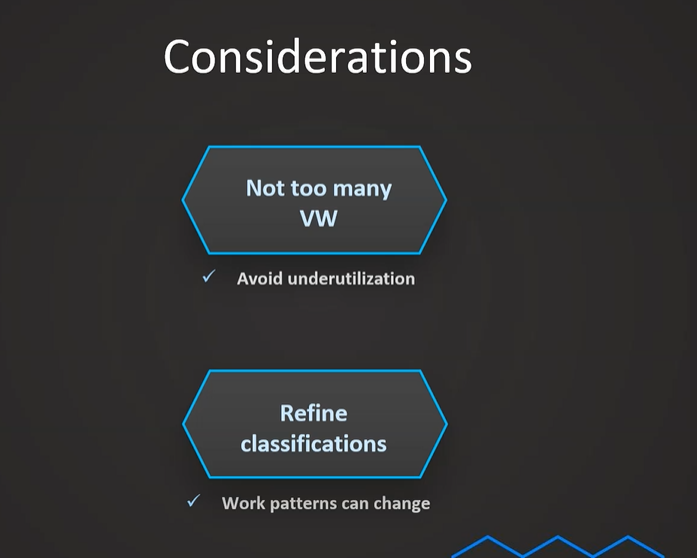 Considerations
Not too many
VW
✓ Avoid underutilization
Refine
classifications
✓ Work patterns can change